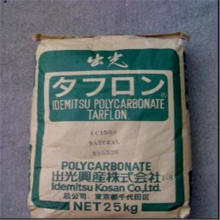 出光
タフロン®
IDEMITSU POLYCARBONATE
TARFLON
NATURAL
POLYCARBONATE
出光興産株式会社
Idemitsu Kosan Co.,Ltd.
NET 25kg